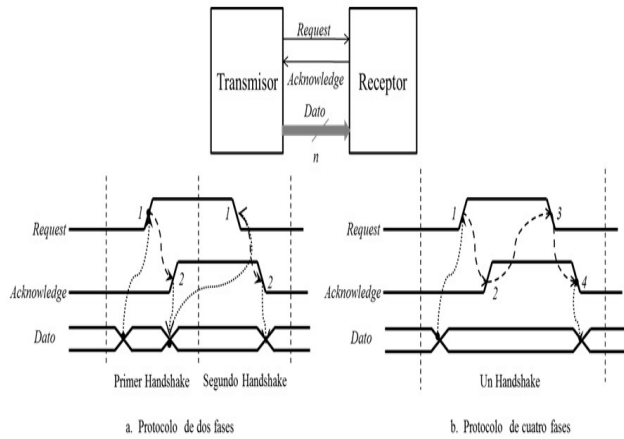 Request
Transmisor
Receptor
Acknowledge
Dato
n
1
1
Request
2
2
Acknowledge
Dato
Primer Handshake
Segundo Handshake
a. Protocolo de dos fases
1
3
Request
2
4
Acknowledge
Dato
Un Handshake
b. Protocolo de cuatro fases